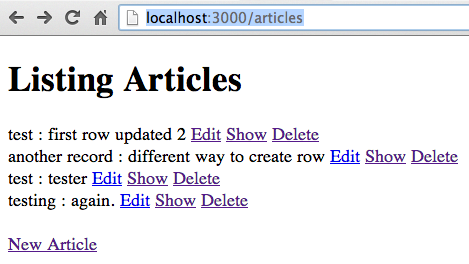 localhost:3000/articles
Listing Articles
test : first row updated 2 Edit Show Delete
another record : different way to create row Edit Show Delete
test : tester Edit Show Delete
testing : again. Edit Show Delete
New Article